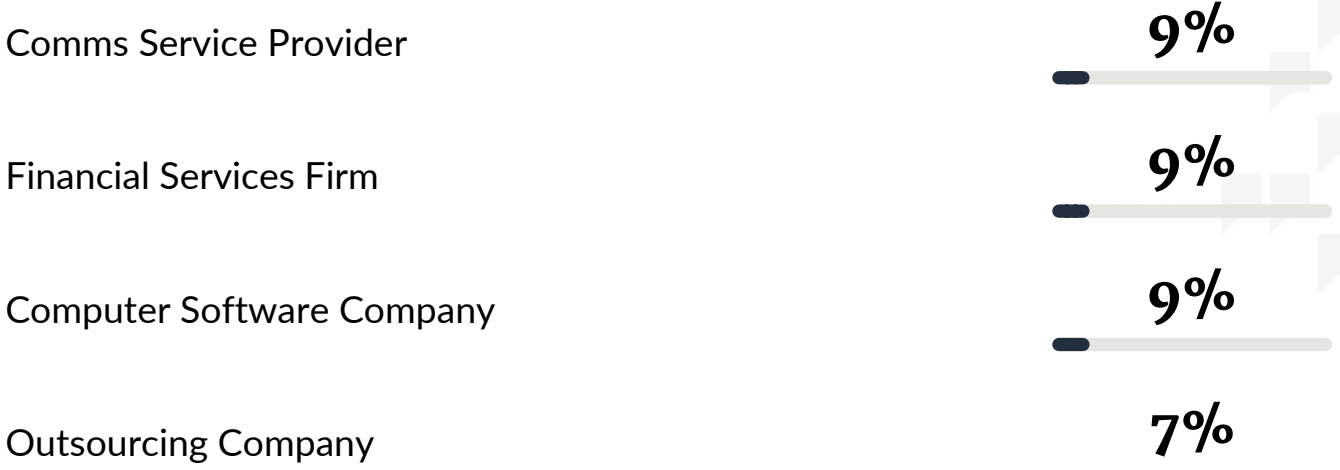 Comms Service Provider 9%
Financial Services Firm 9%
Computer Software Company 9%
Outsourcing Company 7%